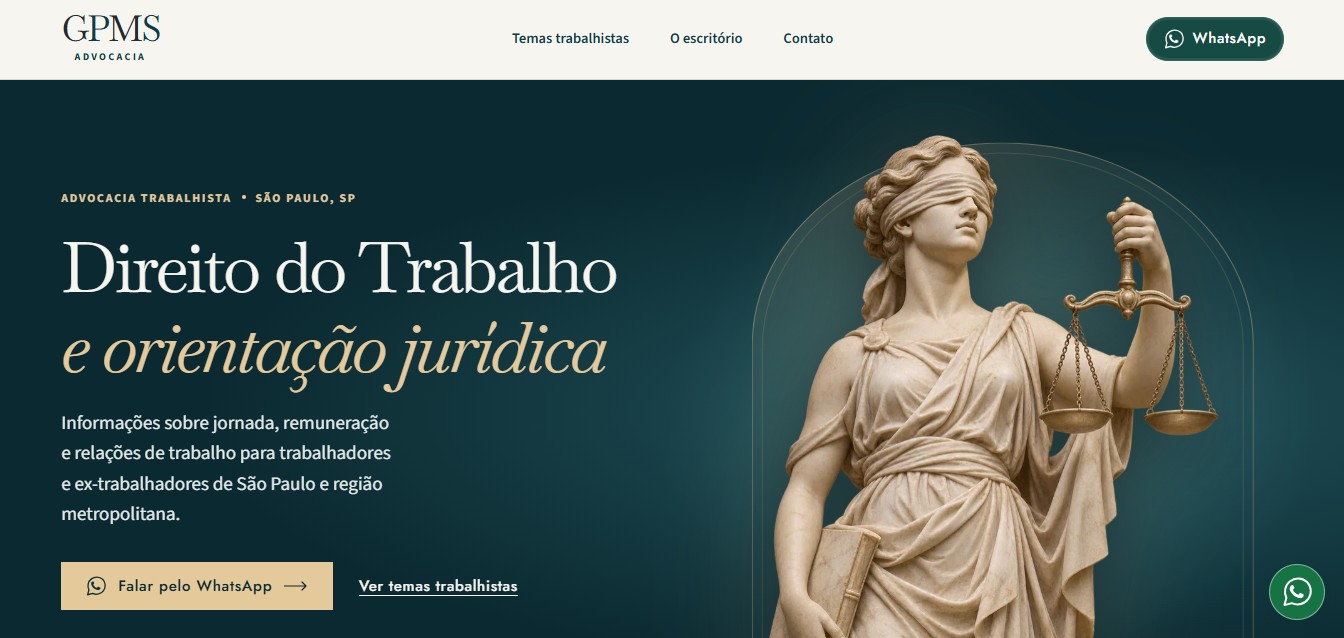 GPMS
ADVOCACIA
Temas trabalhistas
O escritório
Contato
WhatsApp
ADVOCACIA TRABALHISTA • SÃO PAULO, SP
Direito do Trabalho
e orientação jurídica
Informações sobre jornada, remuneração
e relações de trabalho para trabalhadores
e ex-trabalhadores de São Paulo e região
metropolitana.
Falar pelo WhatsApp →
Ver temas trabalhistas